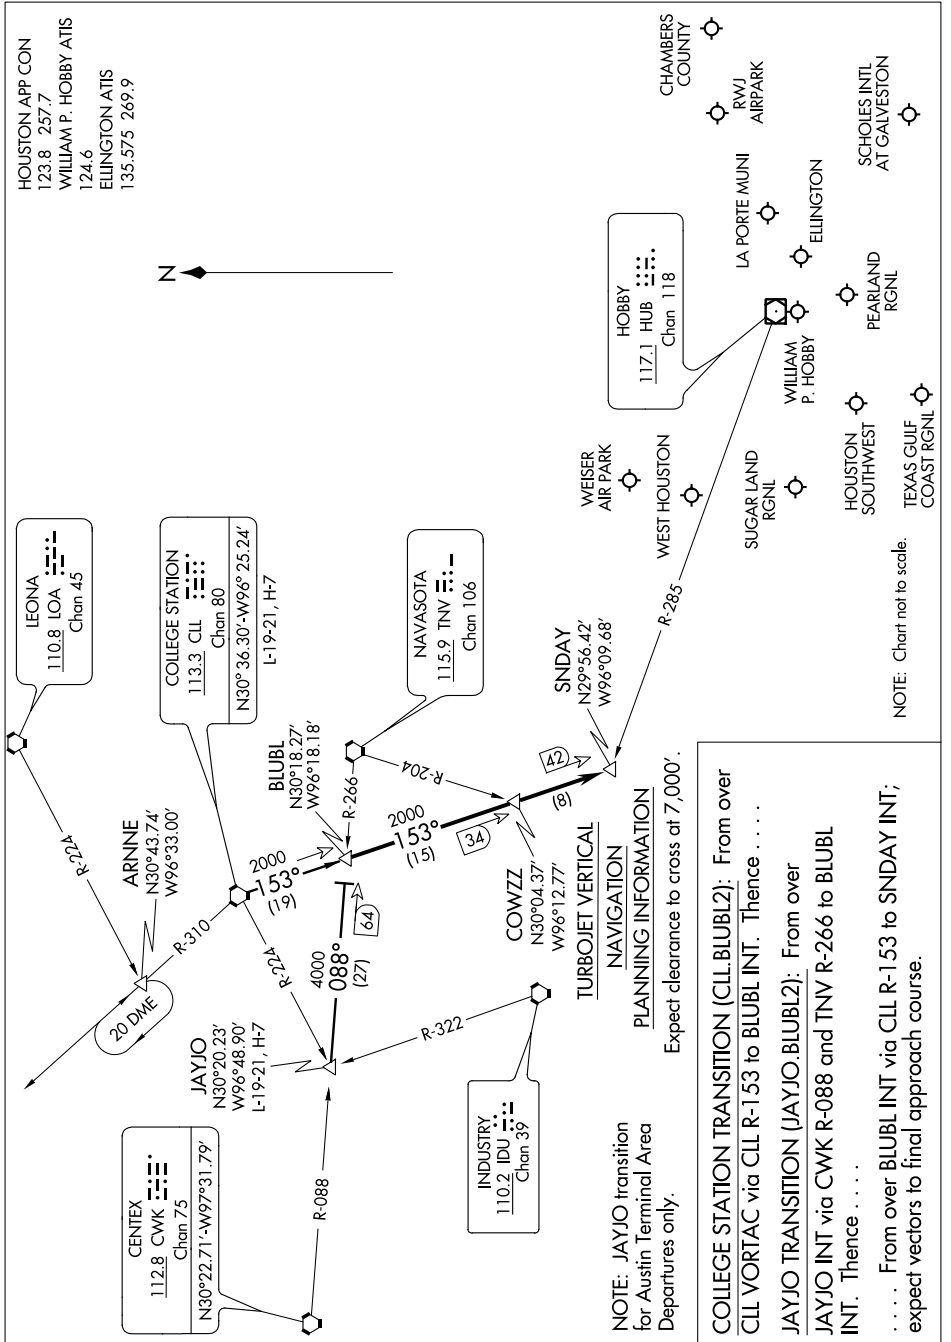 HOUSTON APP CON
123.8 257.7
WILLIAM P. HOBBY ATIS
124.6
ELLINGTON ATIS
135.575 269.9
N
LEONA
110.8 LOA
Chan 45
R-224
ARNNE
N30°43.74'
W96°33.00'
20 DME
R-310
COLLEGE STATION
113.3 CLL
Chan 80
N30°36.30'-W96°25.24'
L-19-21, H-7
R-224
2000
153°
(19)
BLUBL
N30°18.27'
W96°18.18'
R-266
NAVASOTA
115.9 TNV
Chan 106
R-204
JAYJO
N30°20.23'
W96°48.90'
L-19-21, H-7
4000
088°
(27)
64
2000
153°
(15)
34
COWZZ
N30°04.37'
W96°12.77'
42
(8)
SNDAY
N29°56.42'
W96°09.68'
R-285
CENTEX
112.8 CWK
Chan 75
N30°22.71'-W97°31.79'
R-088
R-322
INDUSTRY
110.2 IDU
Chan 39
HOBBY
117.1 HUB
Chan 118
CHAMBERS
COUNTY
RWJ
AIRPARK
LA PORTE MUNI
ELLINGTON
SCHOLES INTL
AT GALVESTON
WILLIAM
P. HOBBY
PEARLAND
RGNL
WEISER
AIR PARK
WEST HOUSTON
SUGAR LAND
RGNL
HOUSTON
SOUTHWEST
TEXAS GULF
COAST RGNL
TURBOJET VERTICAL
NAVIGATION
PLANNING INFORMATION
Expect clearance to cross at 7,000'.
NOTE: JAYJO transition
for Austin Terminal Area
Departures only.
NOTE: Chart not to scale.
COLLEGE STATION TRANSITION (CLL.BLUBL2): From over
CLL VORTAC via CLL R-153 to BLUBL INT. Thence . . . .
JAYJO TRANSITION (JAYJO.BLUBL2): From over
JAYJO INT via CWK R-088 and TNV R-266 to BLUBL
INT. Thence . . . .
. . . . From over BLUBL INT via CLL R-153 to SNDAY INT;
expect vectors to final approach course.